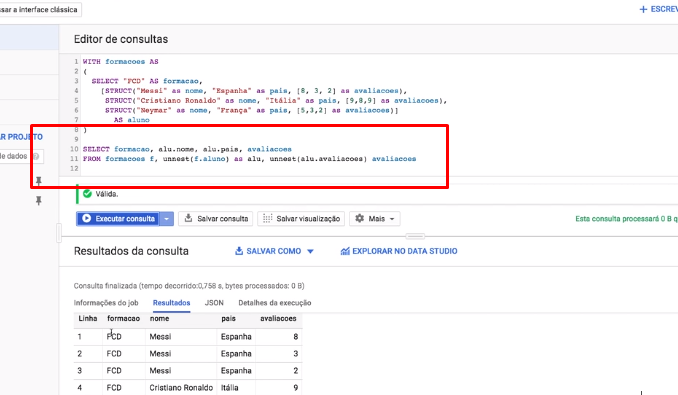 sar a interface clássica
+ ESCREV
Editor de consultas
1 WITH formacoes AS
2 (
3 SELECT "FCD" AS formacao,
4 [STRUCT("Messi" as nome, "Espanha" as pais, [8, 3, 2] as avaliacoes),
5 STRUCT("Cristiano Ronaldo" as nome, "Itália" as pais, [9,8,9] as avaliacoes),
6 STRUCT("Neymar" as nome, "França" as pais, [5,3,2] as avaliacoes)]
7 AS aluno
8 )
9
10 SELECT formacao, alu.nome, alu.pais, avaliacoes
11 FROM formacoes f, unnest(f.aluno) as alu, unnest(alu.avaliacoes) avaliacoes
12
AR PROJETO
de dados
Válida.
Executar consulta
Salvar consulta
Salvar visualização
Mais
Esta consulta processará 0 B q
Resultados da consulta
SALVAR COMO
EXPLORAR NO DATA STUDIO
Consulta finalizada (tempo decorrido:0,758 s, bytes processados: 0 B)
Informações do job Resultados JSON Detalhes da execução
Linha formacao nome pais avaliacoes
1 FCD Messi Espanha 8
2 FCD Messi Espanha 3
3 FCD Messi Espanha 2
4 FCD Cristiano Ronaldo Itália 9